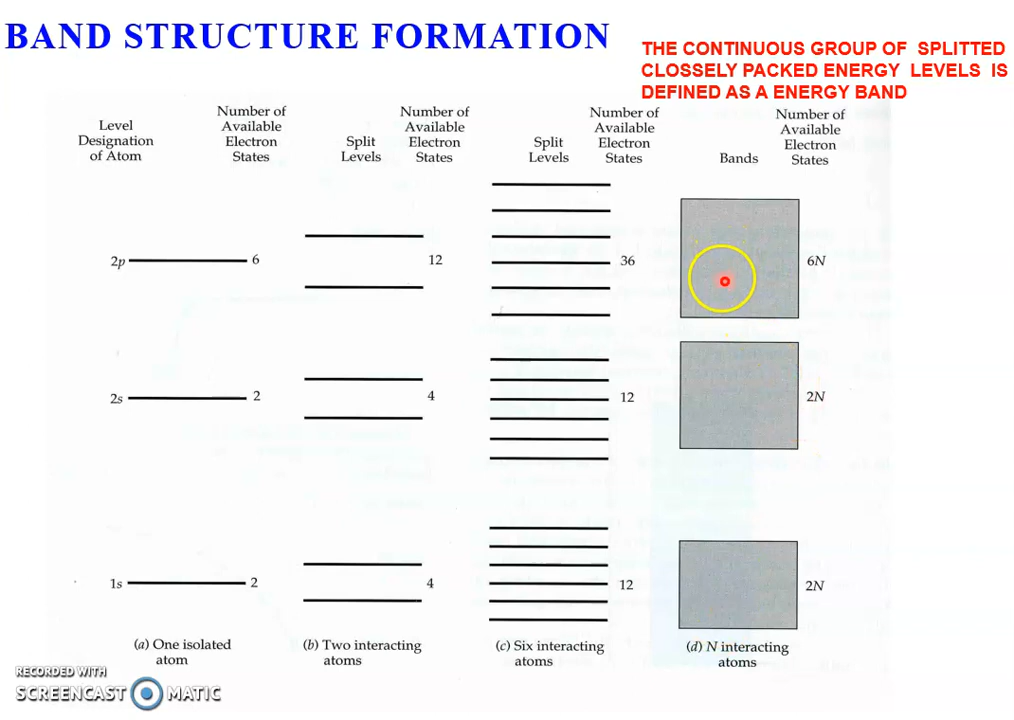 BAND STRUCTURE FORMATION
THE CONTINUOUS GROUP OF SPLITTED
CLOSSELY PACKED ENERGY LEVELS IS
DEFINED AS A ENERGY BAND
Level
Designation
of Atom
Number of
Available
Electron
States
Split
Levels
Number of
Available
Electron
States
Split
Levels
Number of
Available
Electron
States
Bands
Number of
Available
Electron
States
2p 6 12 36 6N
2s 2 4 12 2N
1s 2 4 12 2N
(a) One isolated
atom
(b) Two interacting
atoms
(c) Six interacting
atoms
(d) N interacting
atoms
RECORDED WITH
SCREENCAST MATIC